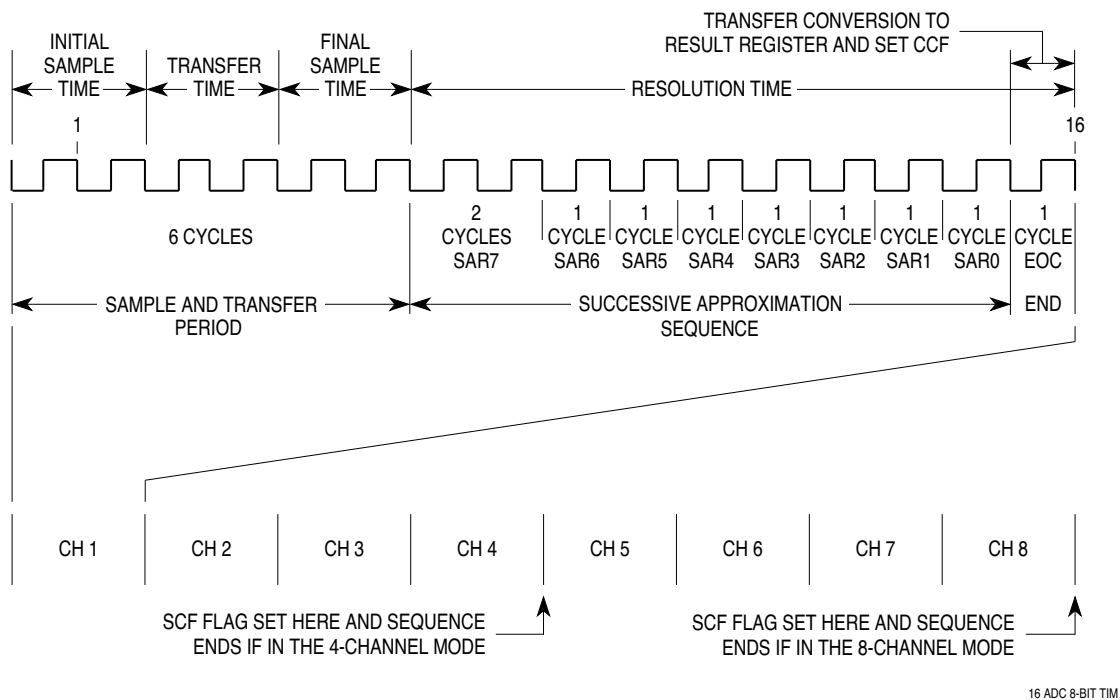 TRANSFER CONVERSION TO
RESULT REGISTER AND SET CCF
INITIAL
SAMPLE
TIME
TRANSFER
TIME
FINAL
SAMPLE
TIME
RESOLUTION TIME
1
16
6 CYCLES
2
CYCLES
SAR7
1
CYCLE
SAR6
1
CYCLE
SAR5
1
CYCLE
SAR4
1
CYCLE
SAR3
1
CYCLE
SAR2
1
CYCLE
SAR1
1
CYCLE
SAR0
1
CYCLE
EOC
SAMPLE AND TRANSFER
PERIOD
SUCCESSIVE APPROXIMATION
SEQUENCE
END
CH 1
CH 2
CH 3
CH 4
CH 5
CH 6
CH 7
CH 8
SCF FLAG SET HERE AND SEQUENCE
ENDS IF IN THE 4-CHANNEL MODE
SCF FLAG SET HERE AND SEQUENCE
ENDS IF IN THE 8-CHANNEL MODE
16 ADC 8-BIT TIM